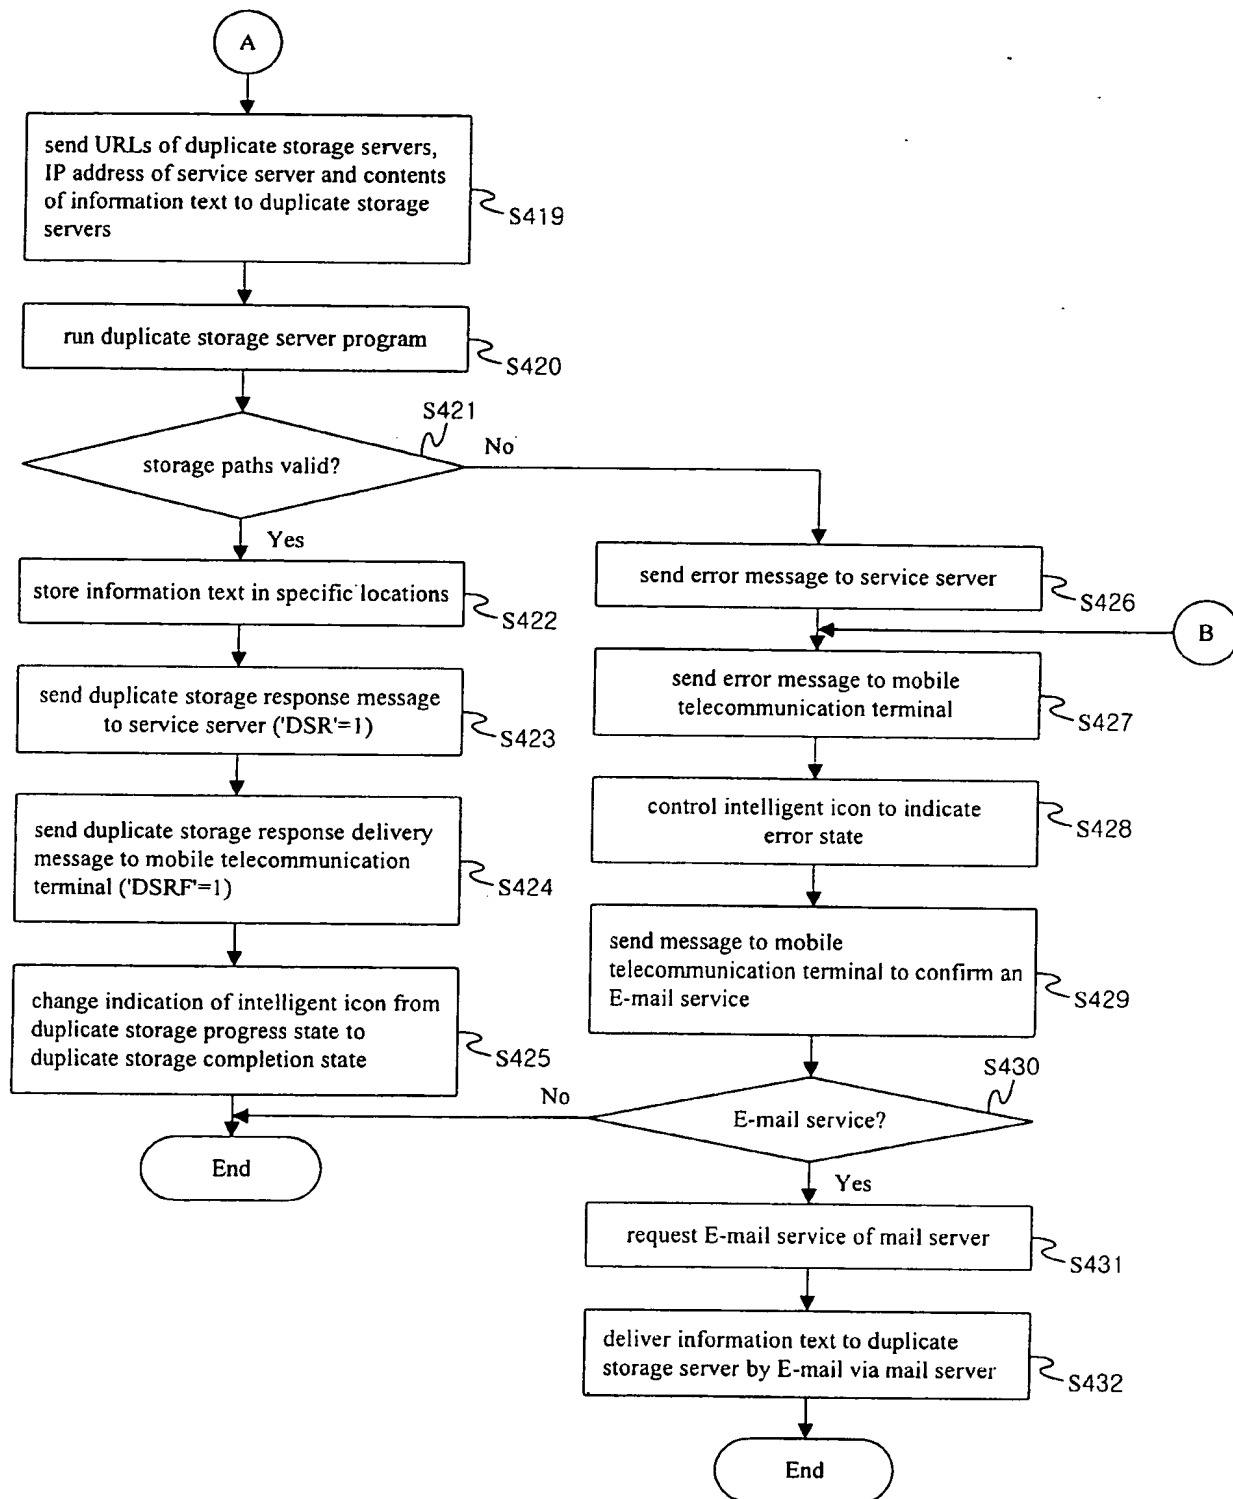 A
send URLs of duplicate storage servers,
IP address of service server and contents
of information text to duplicate storage
servers
S419
run duplicate storage server program
S420
S421
storage paths valid?
No
Yes
store information text in specific locations
S422
send duplicate storage response message
to service server ('DSR'=1)
S423
send duplicate storage response delivery
message to mobile telecommunication
terminal ('DSRF'=1)
S424
change indication of intelligent icon from
duplicate storage progress state to
duplicate storage completion state
S425
End
send error message to service server
S426
B
send error message to mobile
telecommunication terminal
S427
control intelligent icon to indicate
error state
S428
send message to mobile
telecommunication terminal to confirm an
E-mail service
S429
S430
E-mail service?
No
Yes
request E-mail service of mail server
S431
deliver information text to duplicate
storage server by E-mail via mail server
S432
End